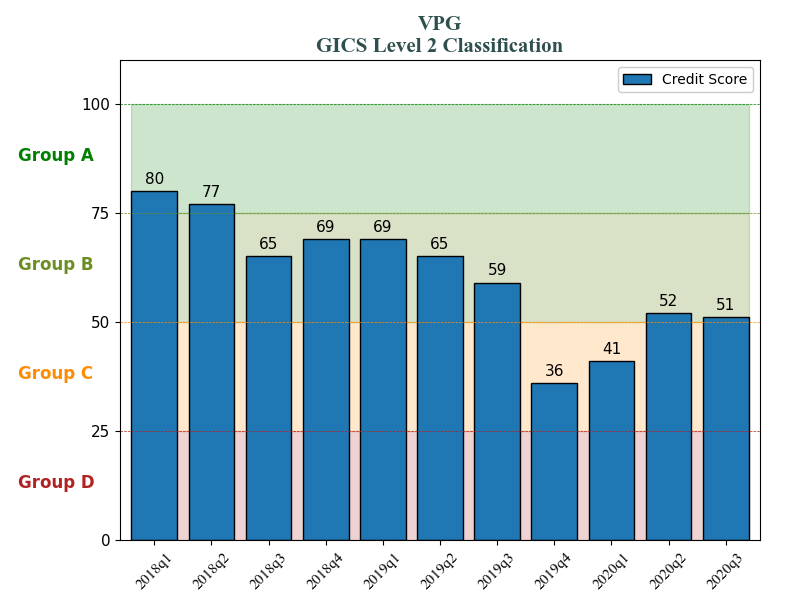 VPG
GICS Level 2 Classification
Credit Score
100
Group A
80
77
75
65
69
69
65
59
Group B
50
52
51
36
41
Group C
25
Group D
0
2018q1
2018q2
2018q3
2018q4
2019q1
2019q2
2019q3
2019q4
2020q1
2020q2
2020q3